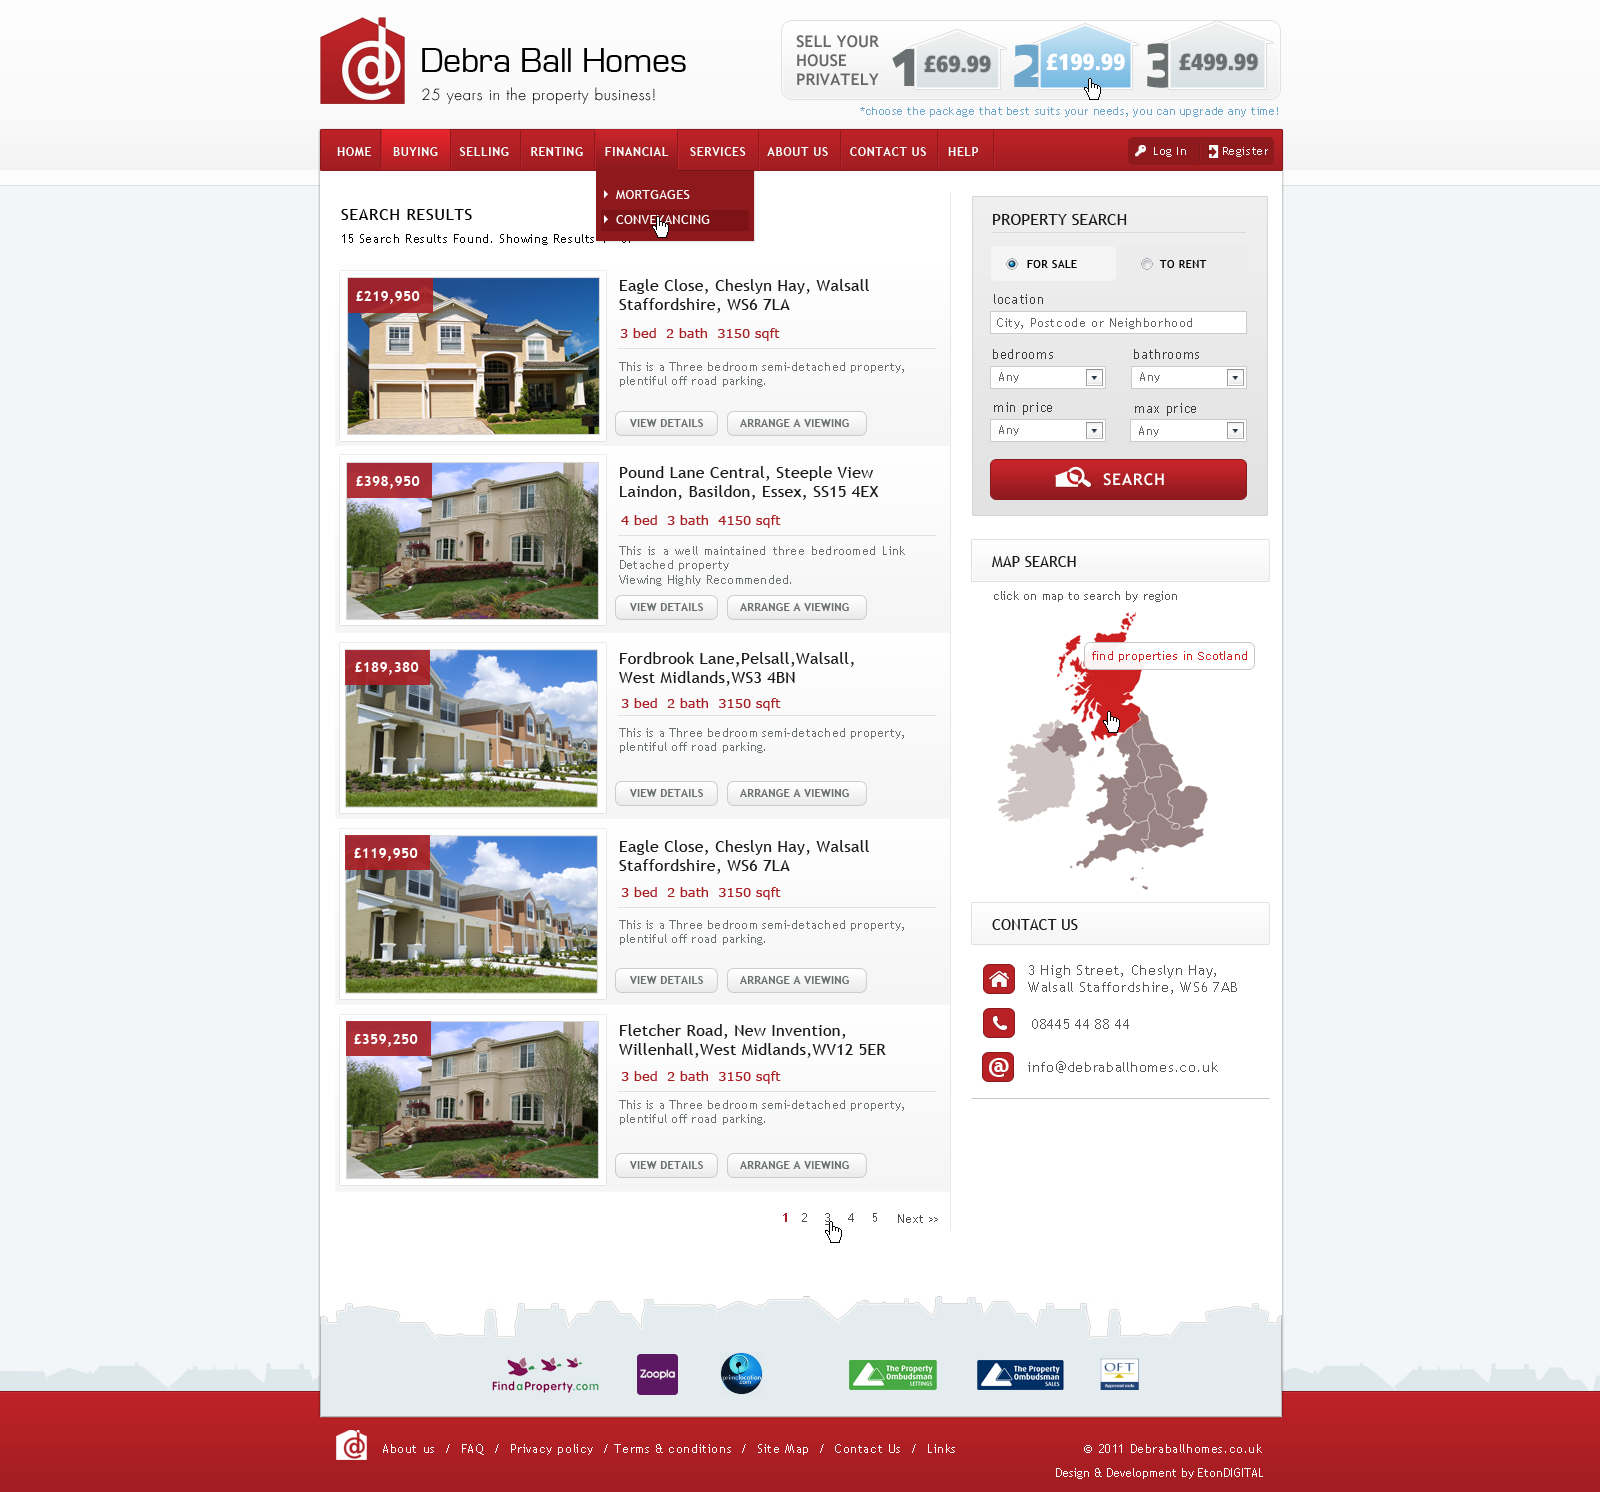 Debra Ball Homes
25 years in the property business!
SELL YOUR
HOUSE
PRIVATELY
1 £69.99
2 £199.99
3 £499.99
*choose the package that best suits your needs, you can upgrade any time!
HOME BUYING SELLING RENTING FINANCIAL SERVICES ABOUT US CONTACT US HELP
Log In Register
MORTGAGES
CONVEYANCING
SEARCH RESULTS
15 Search Results Found. Showing Results
£219,950
Eagle Close, Cheslyn Hay, Walsall
Staffordshire, WS6 7LA
3 bed 2 bath 3150 sqft
This is a Three bedroom semi-detached property,
plentiful off road parking.
VIEW DETAILS ARRANGE A VIEWING
£398,950
Pound Lane Central, Steeple View
Laindon, Basildon, Essex, SS15 4EX
4 bed 3 bath 4150 sqft
This is a well maintained three bedroomed Link
Detached property
Viewing Highly Recommended.
VIEW DETAILS ARRANGE A VIEWING
£189,380
Fordbrook Lane,Pelsall,Walsall,
West Midlands,WS3 4BN
3 bed 2 bath 3150 sqft
This is a Three bedroom semi-detached property,
plentiful off road parking.
VIEW DETAILS ARRANGE A VIEWING
£119,950
Eagle Close, Cheslyn Hay, Walsall
Staffordshire, WS6 7LA
3 bed 2 bath 3150 sqft
This is a Three bedroom semi-detached property,
plentiful off road parking.
VIEW DETAILS ARRANGE A VIEWING
£359,250
Fletcher Road, New Invention,
Willenhall,West Midlands,WV12 5ER
3 bed 2 bath 3150 sqft
This is a Three bedroom semi-detached property,
plentiful off road parking.
VIEW DETAILS ARRANGE A VIEWING
1 2 3 4 5 Next >>
PROPERTY SEARCH
FOR SALE TO RENT
location
City, Postcode or Neighborhood
bedrooms bathrooms
Any Any
min price max price
Any Any
SEARCH
MAP SEARCH
click on map to search by region
find properties in Scotland
CONTACT US
3 High Street, Cheslyn Hay,
Walsall Staffordshire, WS6 7AB
08445 44 88 44
info@debraballhomes.co.uk
FindaProperty.com
Zoopla
primelocation
.com
The Property
Ombudsman
LETTINGS
The Property
Ombudsman
SALES
OFT
Approved code
About us / FAQ / Privacy policy / Terms & conditions / Site Map / Contact Us / Links
© 2011 Debraballhomes.co.uk
Design & Development by EtonDIGITAL